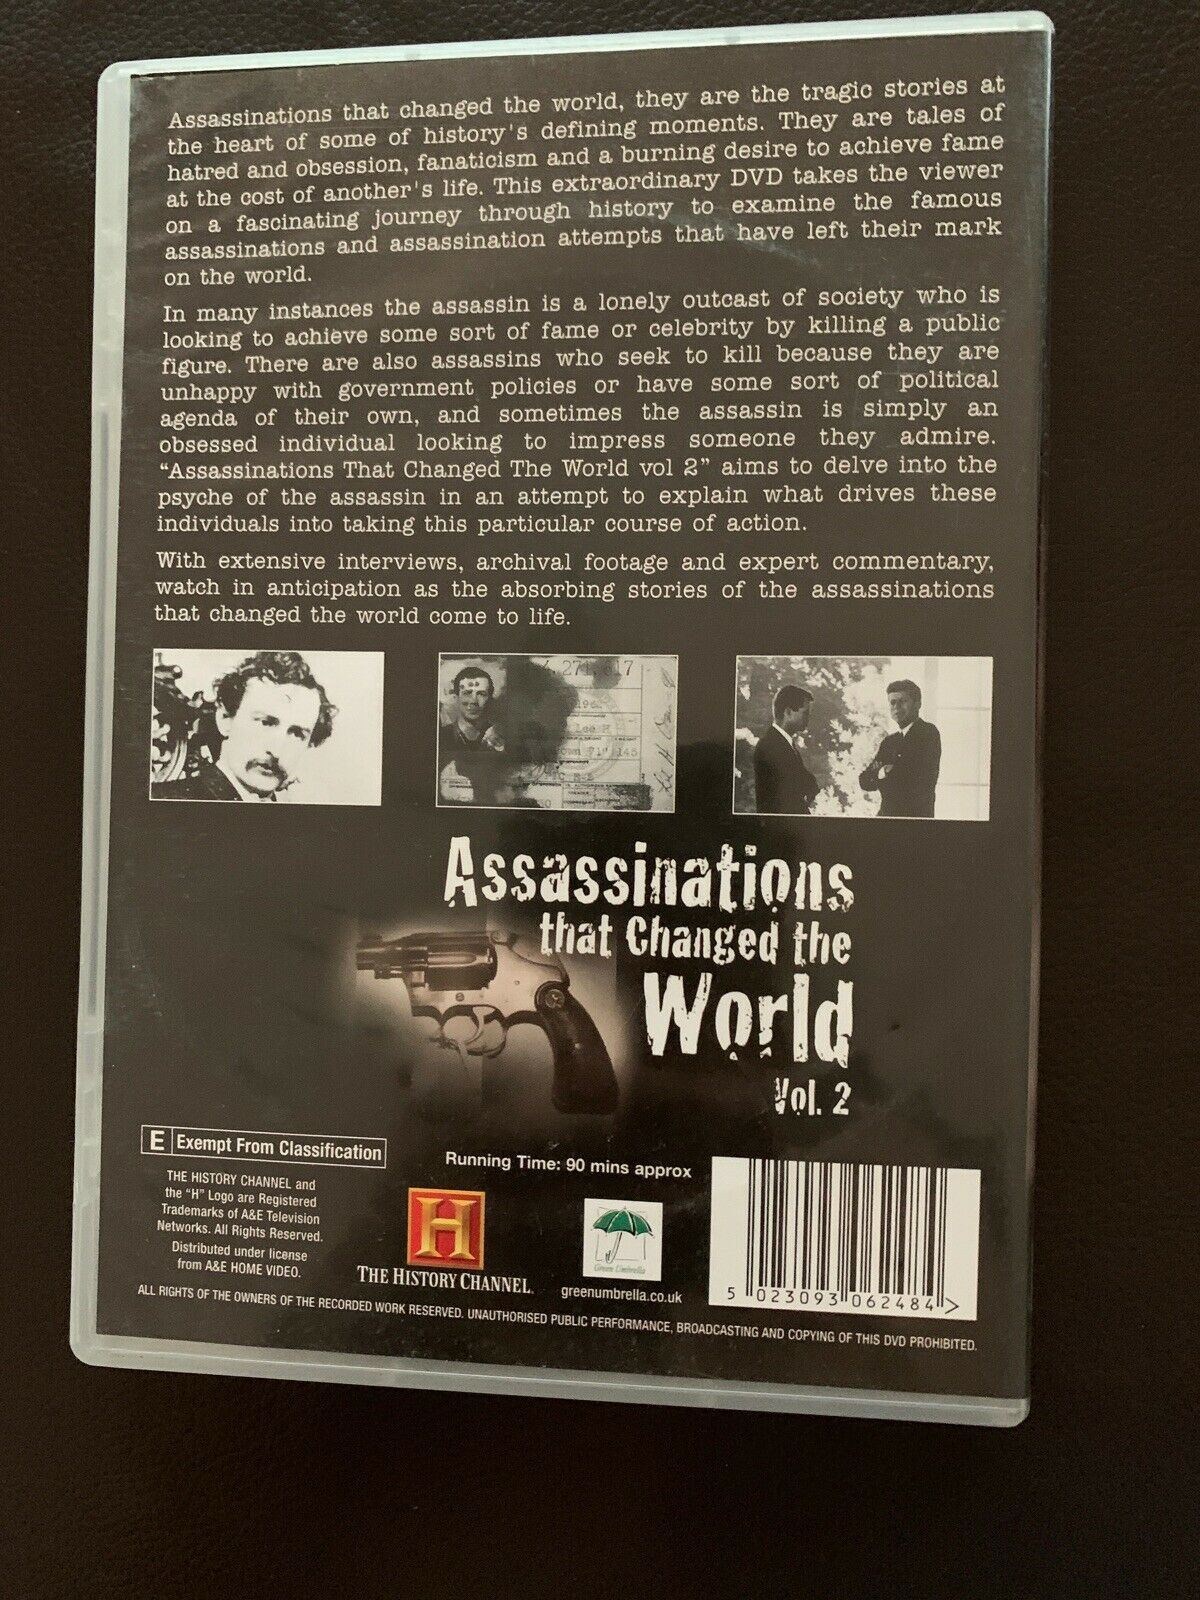 Assassinations that changed the world, they are the tragic stories at
the heart of some of history's defining moments. They are tales of
hatred and obsession, fanaticism and a burning desire to achieve fame
at the cost of another's life. This extraordinary DVD takes the viewer
on a fascinating journey through history to examine the famous
assassinations and assassination attempts that have left their mark
on the world.
In many instances the assassin is a lonely outcast of society who is
looking to achieve some sort of fame or celebrity by killing a public
figure. There are also assassins who seek to kill because they are
unhappy with government policies or have some sort of political
agenda of their own, and sometimes the assassin is simply an
obsessed individual looking to impress someone they admire.
“Assassinations That Changed The World vol 2” aims to delve into the
psyche of the assassin in an attempt to explain what drives these
individuals into taking this particular course of action.
With extensive interviews, archival footage and expert commentary,
watch in anticipation as the absorbing stories of the assassinations
that changed the world come to life.
Lee H
145
Assassinations
that Changed the
World
Vol. 2
E Exempt From Classification
THE HISTORY CHANNEL and
the “H” Logo are Registered
Trademarks of A&E Television
Networks. All Rights Reserved.
Distributed under license
from A&E HOME VIDEO.
Running Time: 90 mins approx
H
THE HISTORY CHANNEL.
Green Umbrella
greenumbrella.co.uk
5 023093 062484 >
ALL RIGHTS OF THE OWNERS OF THE RECORDED WORK RESERVED. UNAUTHORISED PUBLIC PERFORMANCE, BROADCASTING AND COPYING OF THIS DVD PROHIBITED.